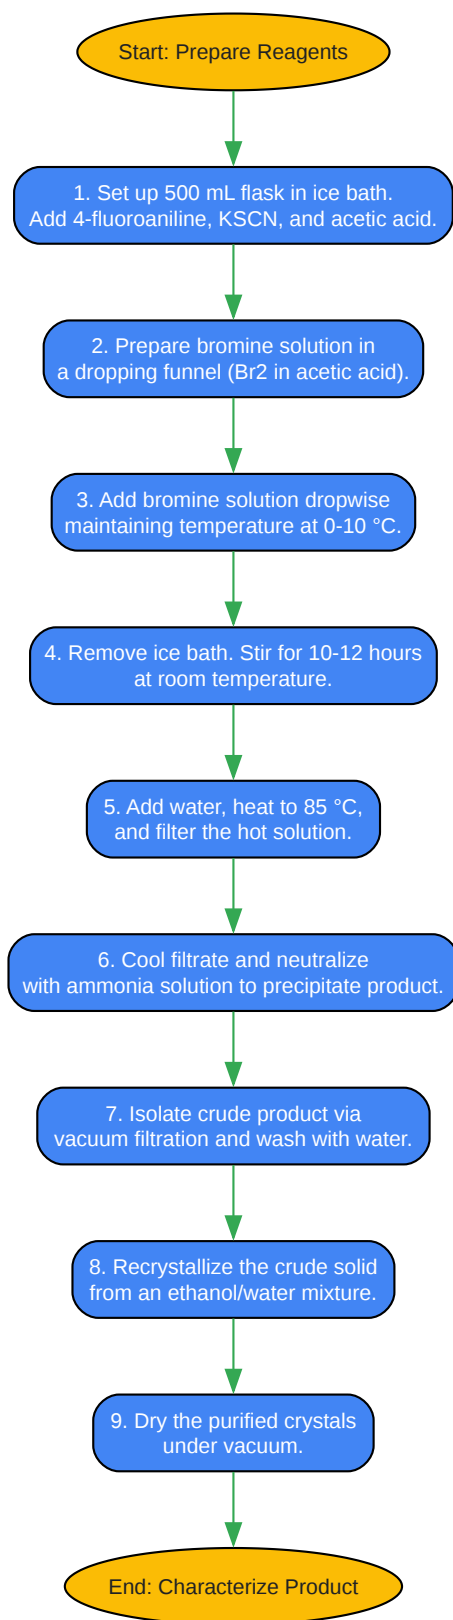 Start: Prepare Reagents
1. Set up 500 mL flask in ice bath.
Add 4-fluoroaniline, KSCN, and acetic acid.
2. Prepare bromine solution in
a dropping funnel (Br2 in acetic acid).
3. Add bromine solution dropwise
maintaining temperature at 0-10 °C.
4. Remove ice bath. Stir for 10-12 hours
at room temperature.
5. Add water, heat to 85 °C,
and filter the hot solution.
6. Cool filtrate and neutralize
with ammonia solution to precipitate product.
7. Isolate crude product via
vacuum filtration and wash with water.
8. Recrystallize the crude solid
from an ethanol/water mixture.
9. Dry the purified crystals
under vacuum.
End: Characterize Product